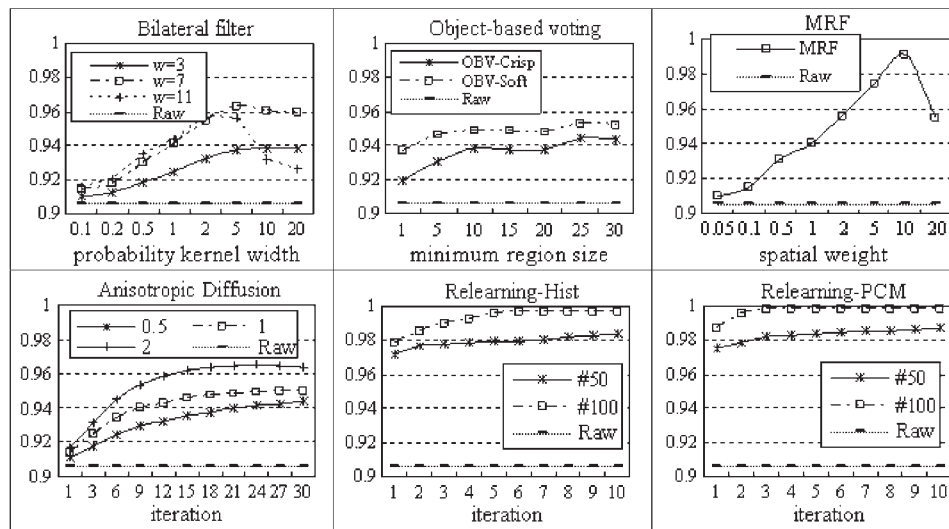 Bilateral filter
1
0.98
0.96
0.94
0.92
0.9
w=3
w=7
w=11
Raw
0.1 0.2 0.5 1 2 5 10 20
probability kernel width
Object-based voting
1
0.98
0.96
0.94
0.92
0.9
OBV-Crisp
OBV-Soft
Raw
1 5 10 15 20 25 30
minimum region size
MRF
1
0.98
0.96
0.94
0.92
0.9
MRF
Raw
0.05 0.1 0.5 1 2 5 10 20
spatial weight
Anisotropic Diffusion
1
0.98
0.96
0.94
0.92
0.9
0.5 1
2 Raw
1 3 6 9 12 15 18 21 24 27 30
iteration
Relearning-Hist
1
0.98
0.96
0.94
0.92
0.9
#50
#100
Raw
1 2 3 4 5 6 7 8 9 10
iteration
Relearning-PCM
1
0.98
0.96
0.94
0.92
0.9
#50
#100
Raw
1 2 3 4 5 6 7 8 9 10
iteration